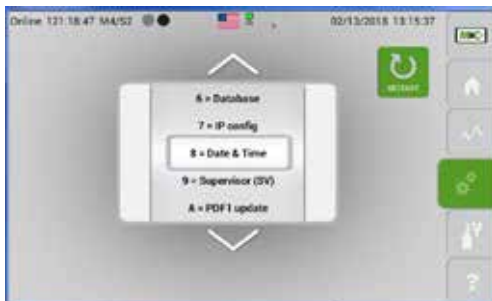 Online 121:18:47 M4/S2 02/13/2018 13:15:37
RESTART
6 = Database
7 = IP config
8 = Date & Time
9 = Supervisor (SV)
A = PDF1 update
?